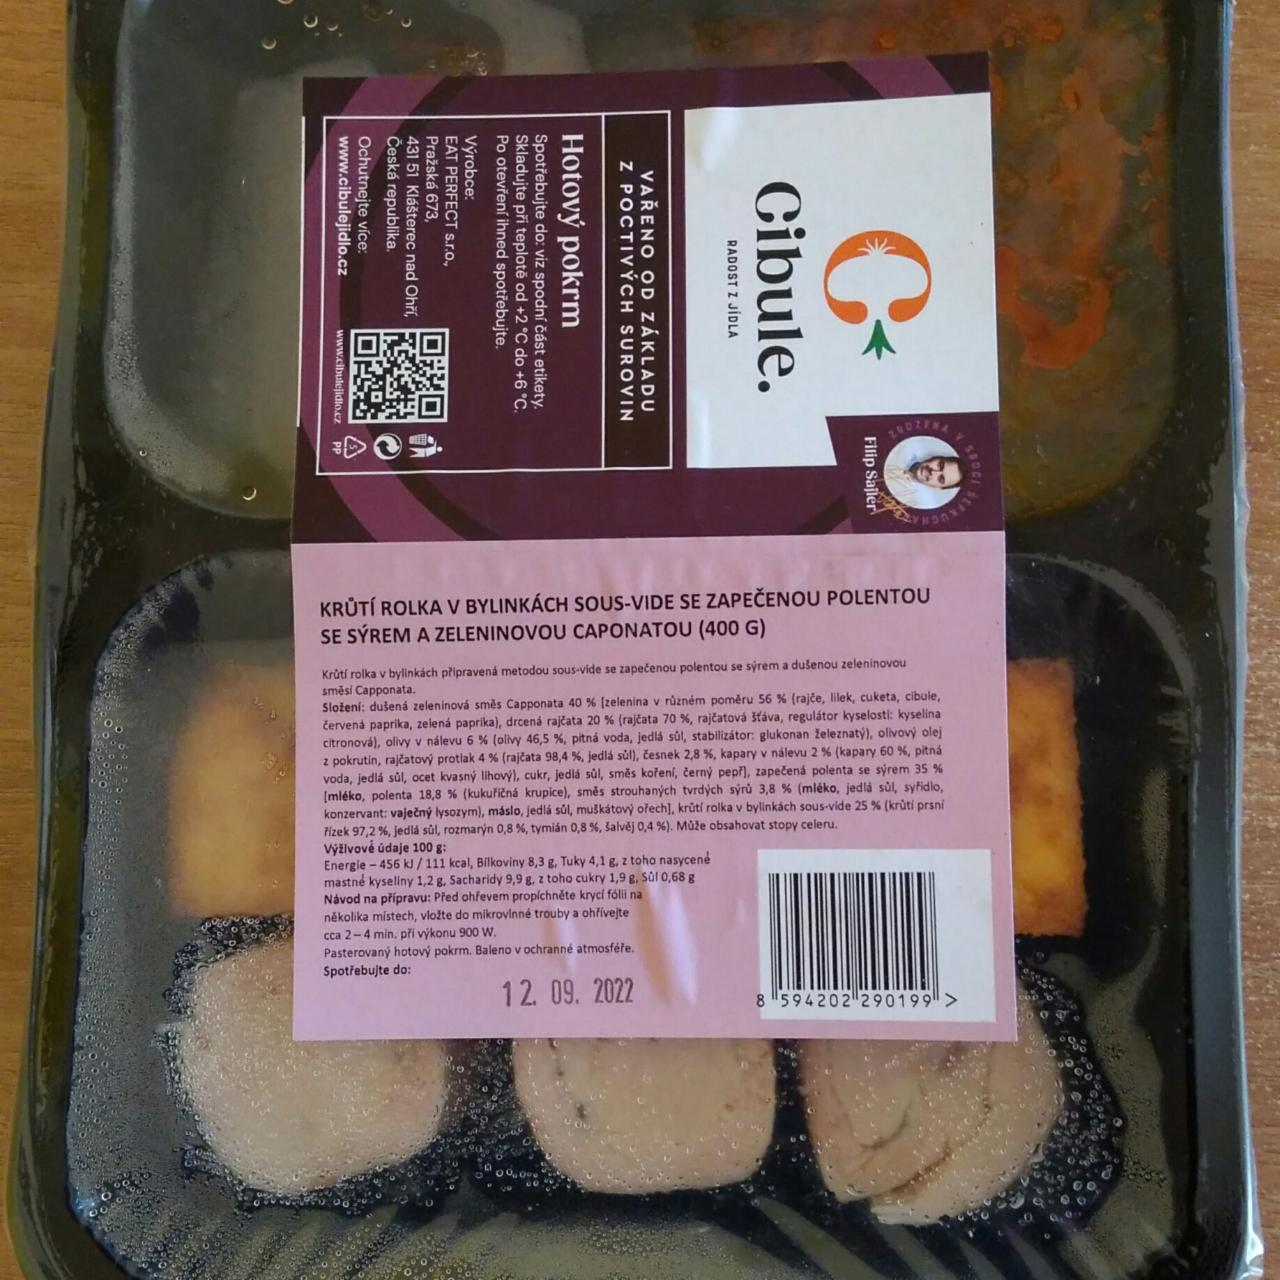 Cibule.
RADOST Z JÍDLA
ZROZENA V SRDCI ŠÉFKUCHAŘE
Filip Sajler
VAŘENO OD ZÁKLADU
Z POCTIVÝCH SUROVIN
Hotový pokrm
Spotřebujte do: viz spodní část etikety.
Skladujte při teplotě od +2 °C do +6 °C.
Po otevření ihned spotřebujte.
Výrobce:
EAT PERFECT s.r.o.,
Pražská 673,
431 51 Klášterec nad Ohří,
Česká republika.
Ochutnejte více:
www.cibulejidlo.cz
www.cibulejidlo.cz
5
PP
KRŮTÍ ROLKA V BYLINKÁCH SOUS-VIDE SE ZAPEČENOU POLENTOU
SE SÝREM A ZELENINOVOU CAPONATOU (400 G)
Krůtí rolka v bylinkách připravená metodou sous-vide se zapečenou polentou se sýrem a dušenou zeleninovou
směsí Capponata.
Složení: dušená zeleninová směs Capponata 40 % [zelenina v různém poměru 56 % (rajče, lilek, cuketa, cibule,
červená paprika, zelená paprika), drcená rajčata 20 % (rajčata 70 %, rajčatová šťáva, regulátor kyselosti: kyselina
citronová), olivy v nálevu 6 % (olivy 46,5 %, pitná voda, jedlá sůl, stabilizátor: glukonan železnatý), olivový olej
z pokrutin, rajčatový protlak 4 % (rajčata 98,4 %, jedlá sůl), česnek 2,8 %, kapary v nálevu 2 % (kapary 60 %, pitná
voda, jedlá sůl, ocet kvasný lihový), cukr, jedlá sůl, směs koření, černý pepř], zapečená polenta se sýrem 35 %
[mléko, polenta 18,8 % (kukuřičná krupice), směs strouhaných tvrdých sýrů 3,8 % (mléko, jedlá sůl, syřidlo,
konzervant: vaječný lysozym), máslo, jedlá sůl, muškátový ořech], krůtí rolka v bylinkách sous-vide 25 % (krůtí prsní
řízek 97,2 %, jedlá sůl, rozmarýn 0,8 %, tymián 0,8 %, šalvěj 0,4 %). Může obsahovat stopy celeru.
Výživové údaje 100 g:
Energie – 456 kJ / 111 kcal, Bílkoviny 8,3 g, Tuky 4,1 g, z toho nasycené
mastné kyseliny 1,2 g, Sacharidy 9,9 g, z toho cukry 1,9 g, Sůl 0,68 g
Návod na přípravu: Před ohřevem propíchněte krycí fólii na
několika místech, vložte do mikrovlnné trouby a ohřívejte
cca 2 – 4 min. při výkonu 900 W.
Pasterovaný hotový pokrm. Baleno v ochranné atmosféře.
Spotřebujte do:
12. 09. 2022
8 594202 290199 >